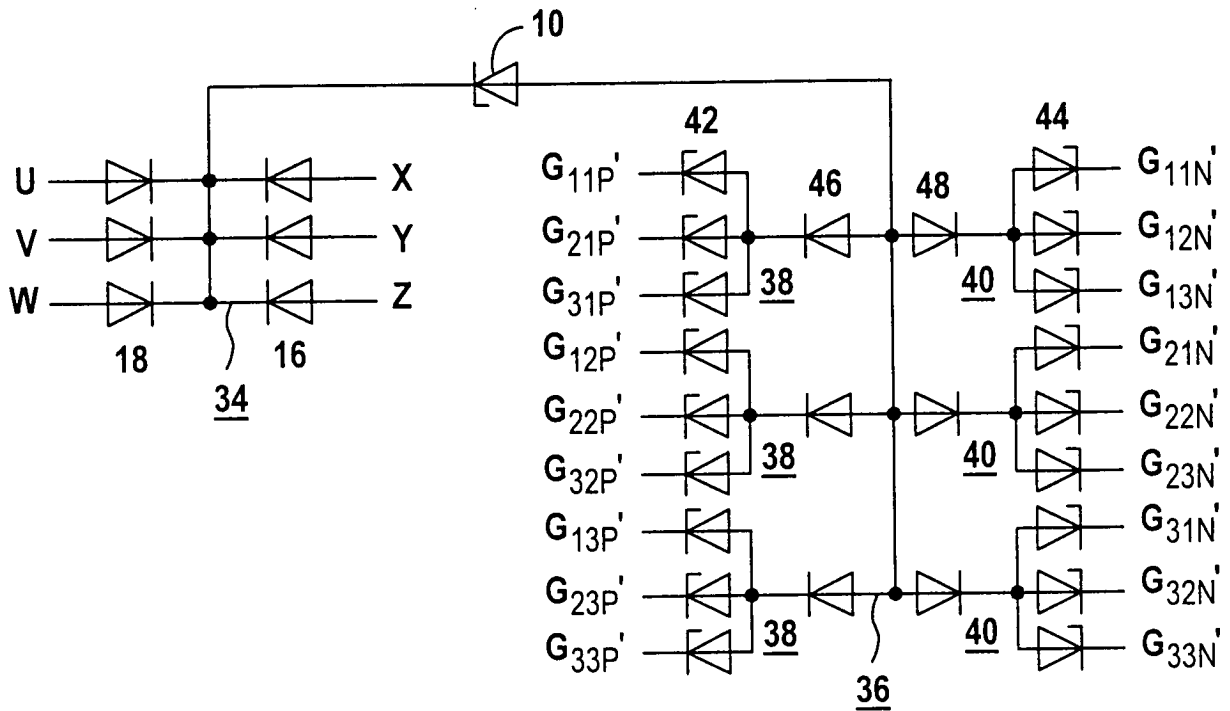 10
42
44
G11P'
G11N'
U
X
46
48
V
Y
G21P'
G12N'
W
Z
G31P'
38
40
G13N'
18
16
G12P'
G21N'
34
G22P'
G22N'
38
40
G32P'
G23N'
G13P'
G31N'
G23P'
G32N'
38
40
G33P'
G33N'
36